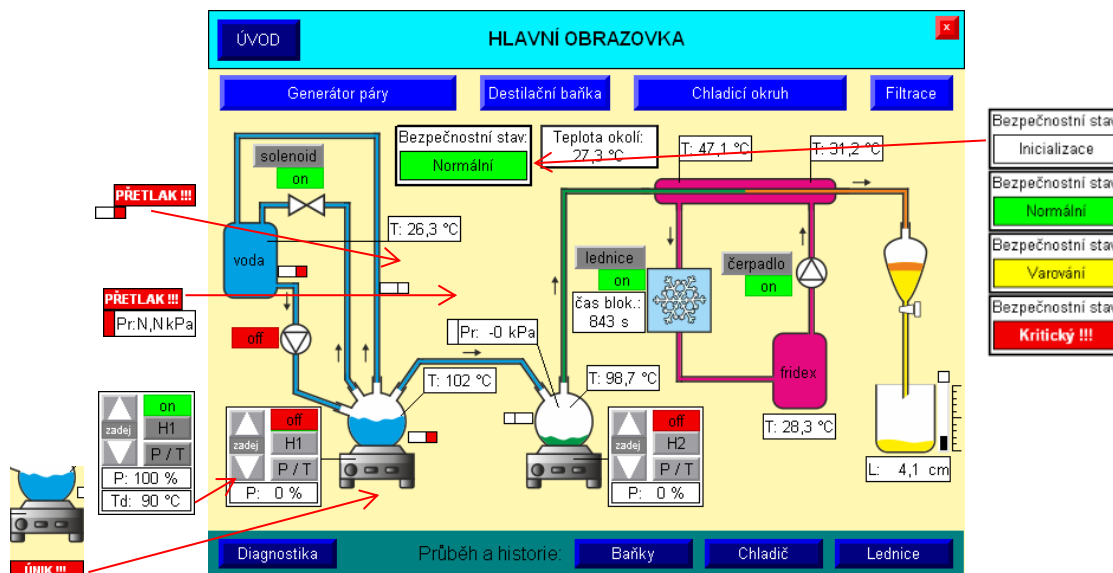 ÚVOD
HLAVNÍ OBRAZOVKA
x
Generátor páry
Destilační baňka
Chladicí okruh
Filtrace
Bezpečnostní stav:
Normální
Teplota okolí:
27,3 °C
T: 47,1 °C
T: 31,2 °C
solenoid
on
voda
T: 26,3 °C
off
T: 102 °C
Pr: -0 kPa
T: 98,7 °C
lednice
on
čas blok.:
843 s
čerpadlo
on
fridex
T: 28,3 °C
L: 4,1 cm
off
zadej
H1
P / T
P: 0 %
off
zadej
H2
P / T
P: 0 %
Diagnostika
Průběh a historie:
Baňky
Chladič
Lednice
PŘETLAK !!!
PŘETLAK !!!
Pr:N,NkPa
on
zadej
H1
P / T
P: 100 %
Td: 90 °C
ÚNIK !!!
Bezpečnostní stav
Inicializace
Bezpečnostní stav
Normální
Bezpečnostní stav
Varování
Bezpečnostní stav
Kritický !!!